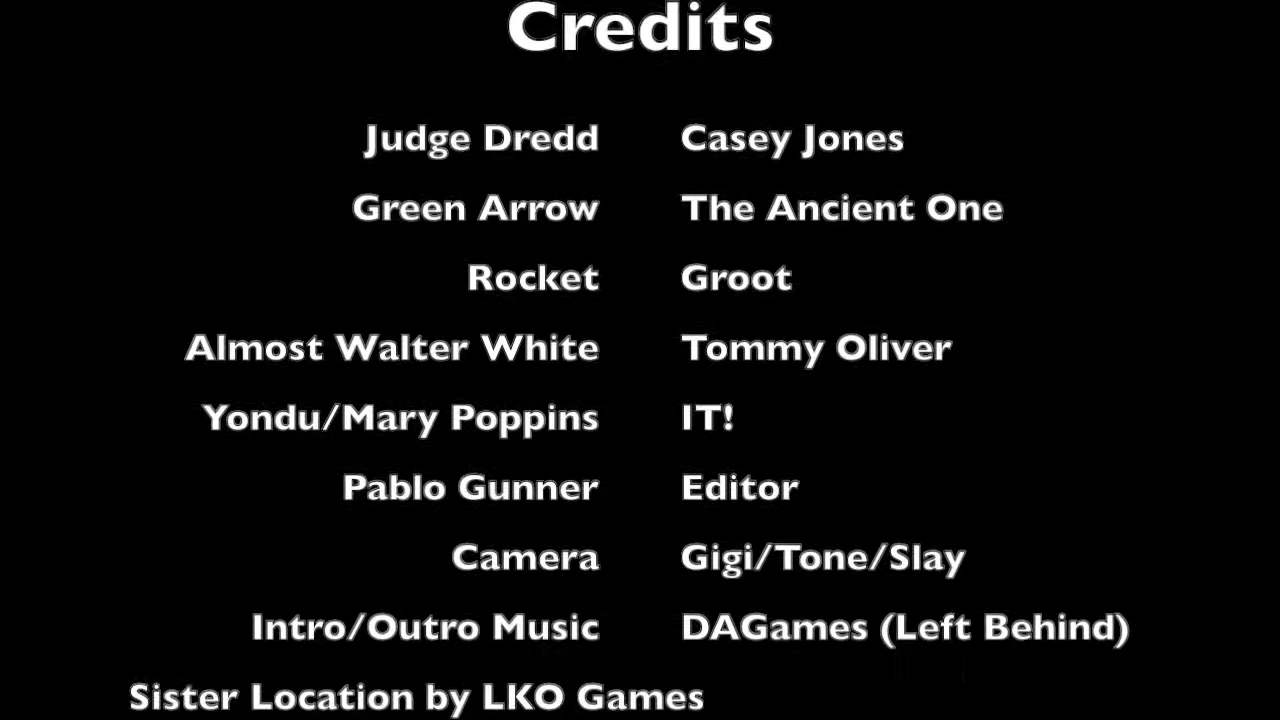 Credits
Judge Dredd Casey Jones
Green Arrow The Ancient One
Rocket Groot
Almost Walter White Tommy Oliver
Yondu/Mary Poppins IT!
Pablo Gunner Editor
Camera Gigi/Tone/Slay
Intro/Outro Music DAGames (Left Behind)
Sister Location by LKO Games